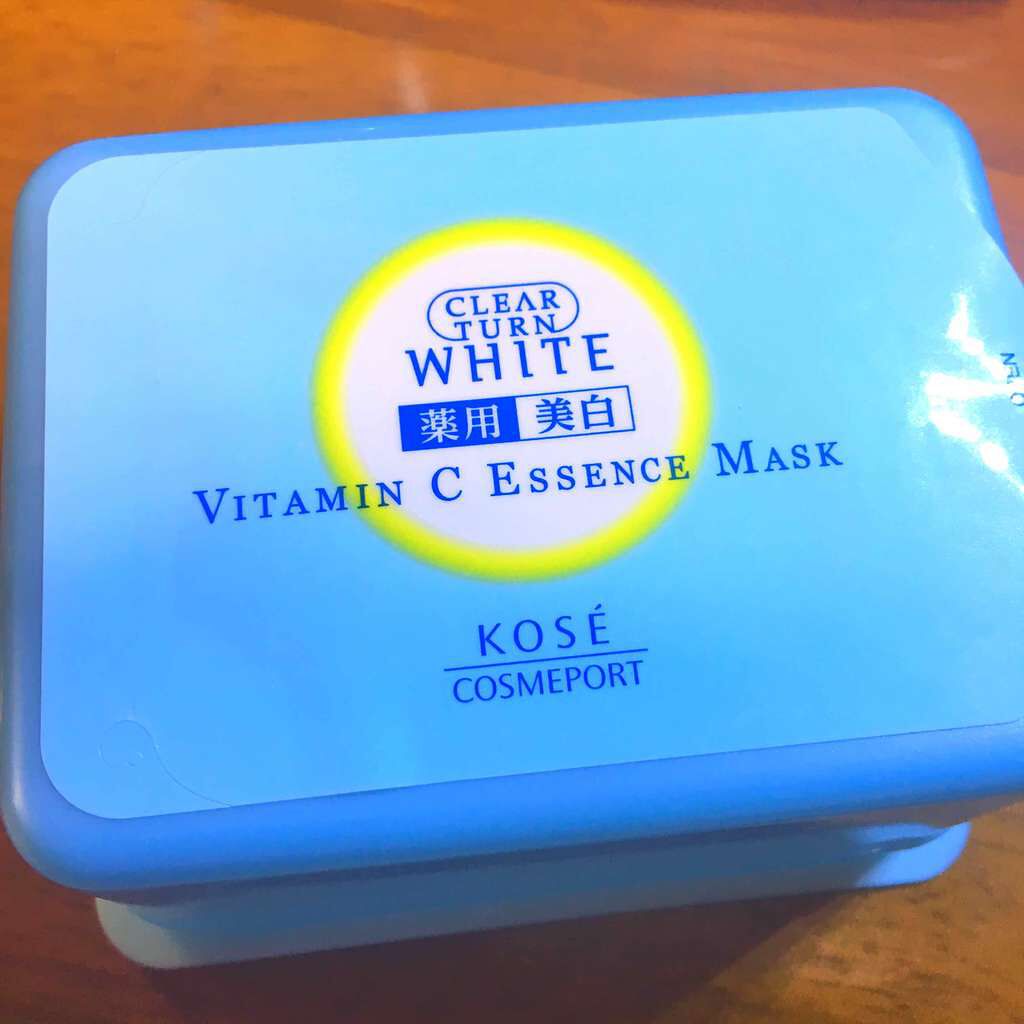 CLEAR
TURN
WHITE
薬用 美白
VITAMIN C ESSENCE MASK
KOSÉ
COSMEPORT